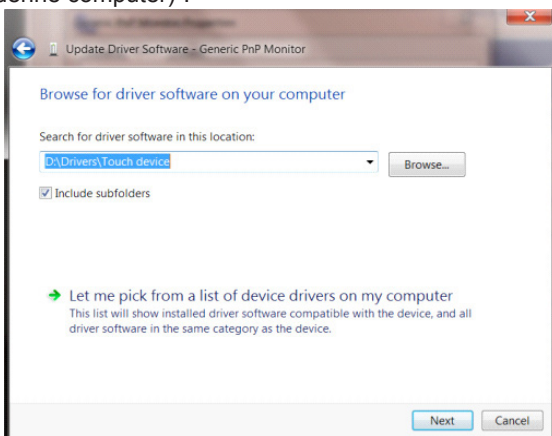 computer) .
Update Driver Software - Generic PnP Monitor
Browse for driver software on your computer
Search for driver software in this location:
D:\Drivers\Touch device
Browse...
Include subfolders
Let me pick from a list of device drivers on my computer
This list will show installed driver software compatible with the device, and all
driver software in the same category as the device.
Next Cancel